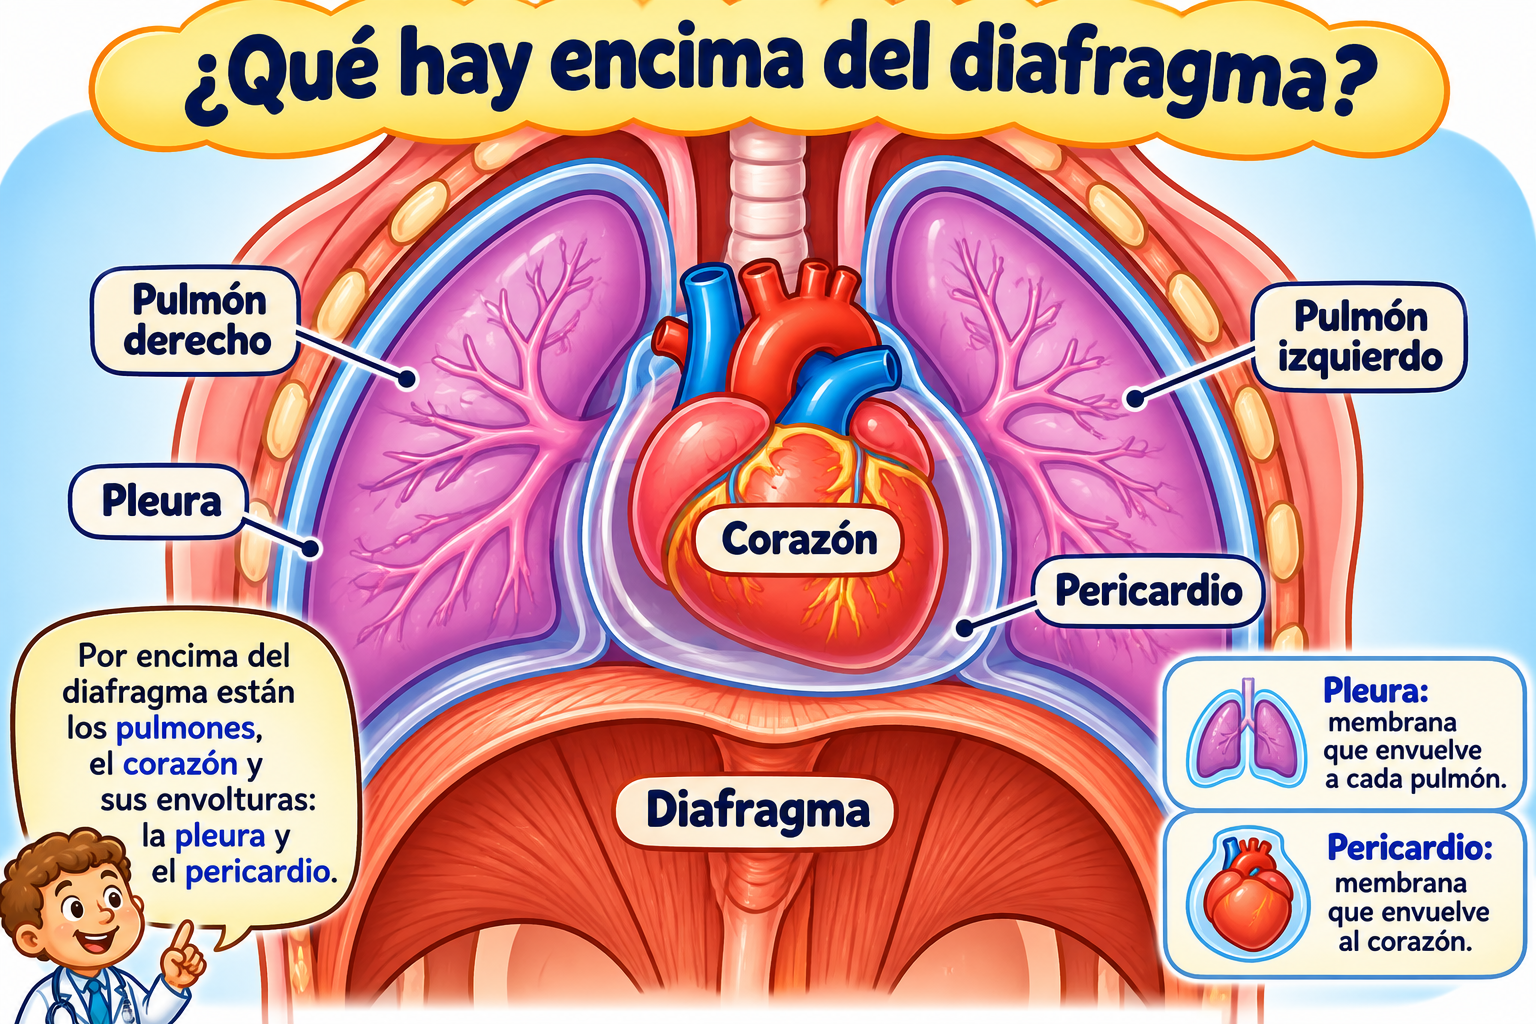 ¿Qué hay encima del diafragma?
Pulmón
derecho
Pulmón
izquierdo
Pleura
Corazón
Pericardio
Por encima del
diafragma están
los pulmones,
el corazón y
sus envolturas:
la pleura y
el pericardio.
Diafragma
Pleura:
membrana
que envuelve
a cada pulmón.
Pericardio:
membrana
que envuelve
al corazón.